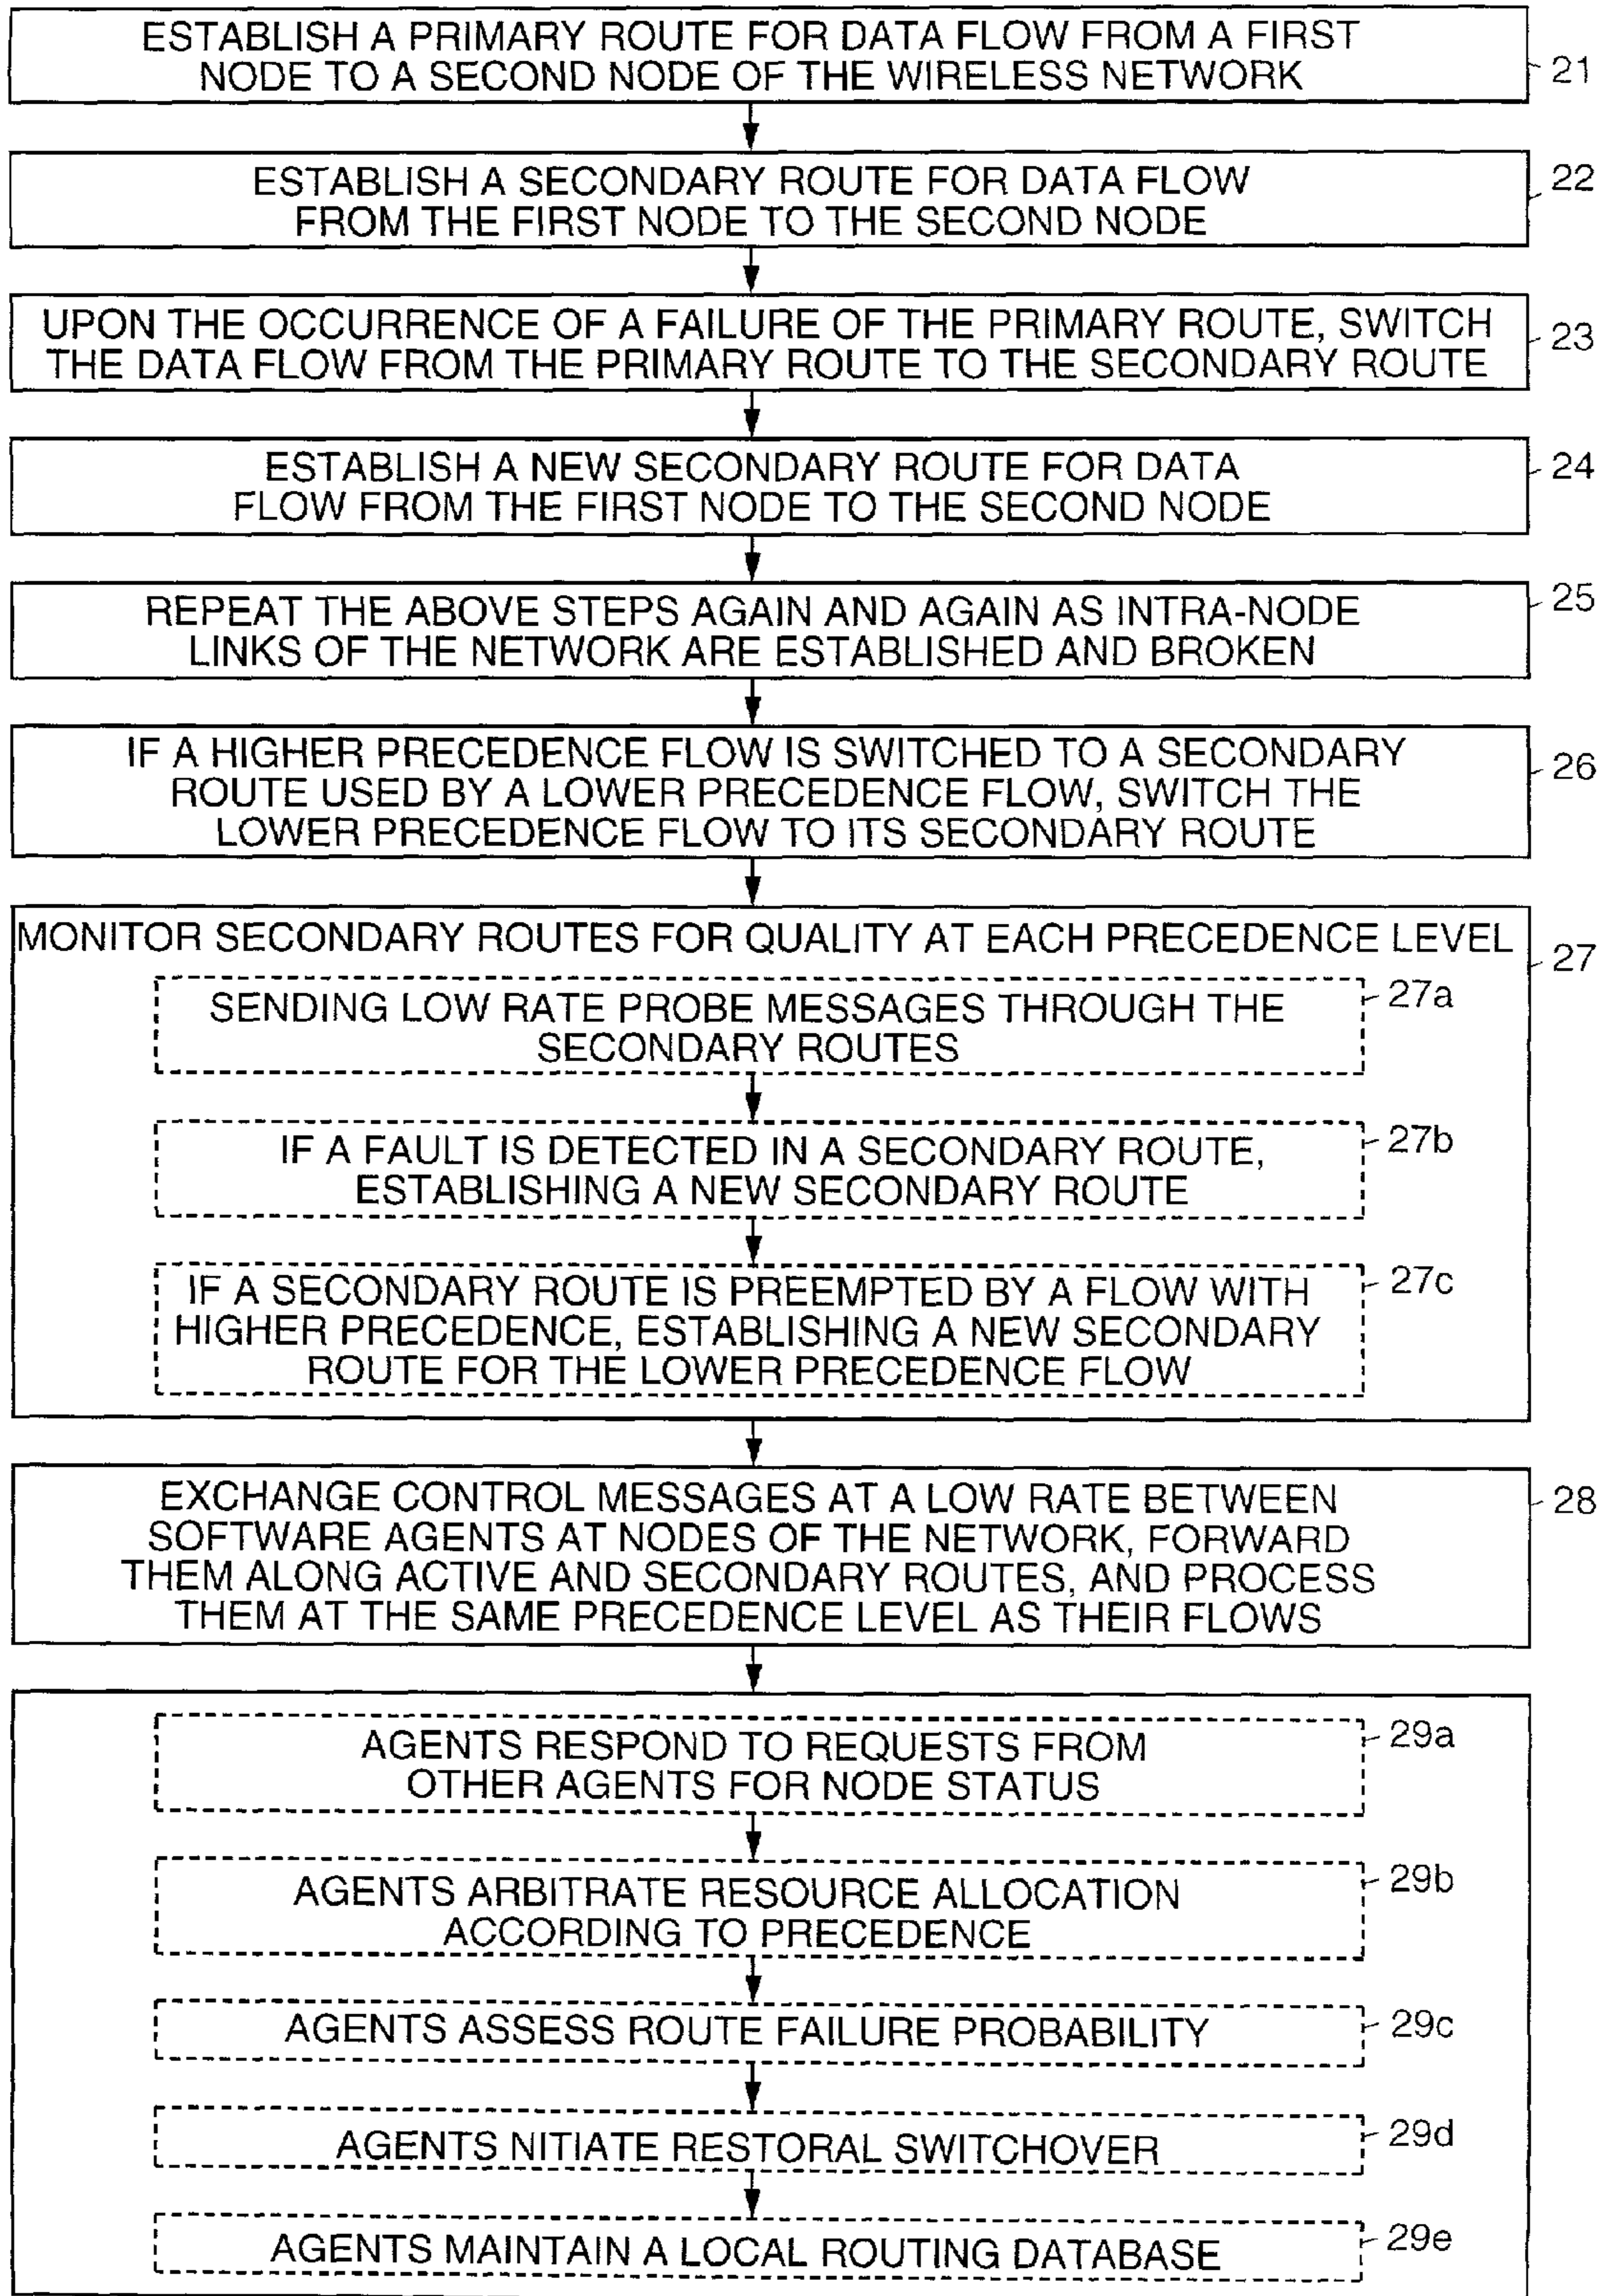 ESTABLISH A PRIMARY ROUTE FOR DATA FLOW FROM A FIRST
NODE TO A SECOND NODE OF THE WIRELESS NETWORK
21
ESTABLISH A SECONDARY ROUTE FOR DATA FLOW
FROM THE FIRST NODE TO THE SECOND NODE
22
UPON THE OCCURRENCE OF A FAILURE OF THE PRIMARY ROUTE, SWITCH
THE DATA FLOW FROM THE PRIMARY ROUTE TO THE SECONDARY ROUTE
23
ESTABLISH A NEW SECONDARY ROUTE FOR DATA
FLOW FROM THE FIRST NODE TO THE SECOND NODE
24
REPEAT THE ABOVE STEPS AGAIN AND AGAIN AS INTRA-NODE
LINKS OF THE NETWORK ARE ESTABLISHED AND BROKEN
25
IF A HIGHER PRECEDENCE FLOW IS SWITCHED TO A SECONDARY
ROUTE USED BY A LOWER PRECEDENCE FLOW, SWITCH THE
LOWER PRECEDENCE FLOW TO ITS SECONDARY ROUTE
26
MONITOR SECONDARY ROUTES FOR QUALITY AT EACH PRECEDENCE LEVEL
27
SENDING LOW RATE PROBE MESSAGES THROUGH THE
SECONDARY ROUTES
27a
IF A FAULT IS DETECTED IN A SECONDARY ROUTE,
ESTABLISHING A NEW SECONDARY ROUTE
27b
IF A SECONDARY ROUTE IS PREEMPTED BY A FLOW WITH
HIGHER PRECEDENCE, ESTABLISHING A NEW SECONDARY
ROUTE FOR THE LOWER PRECEDENCE FLOW
27c
EXCHANGE CONTROL MESSAGES AT A LOW RATE BETWEEN
SOFTWARE AGENTS AT NODES OF THE NETWORK, FORWARD
THEM ALONG ACTIVE AND SECONDARY ROUTES, AND PROCESS
THEM AT THE SAME PRECEDENCE LEVEL AS THEIR FLOWS
28
AGENTS RESPOND TO REQUESTS FROM
OTHER AGENTS FOR NODE STATUS
29a
AGENTS ARBITRATE RESOURCE ALLOCATION
ACCORDING TO PRECEDENCE
29b
AGENTS ASSESS ROUTE FAILURE PROBABILITY
29c
AGENTS NITIATE RESTORAL SWITCHOVER
29d
AGENTS MAINTAIN A LOCAL ROUTING DATABASE
29e